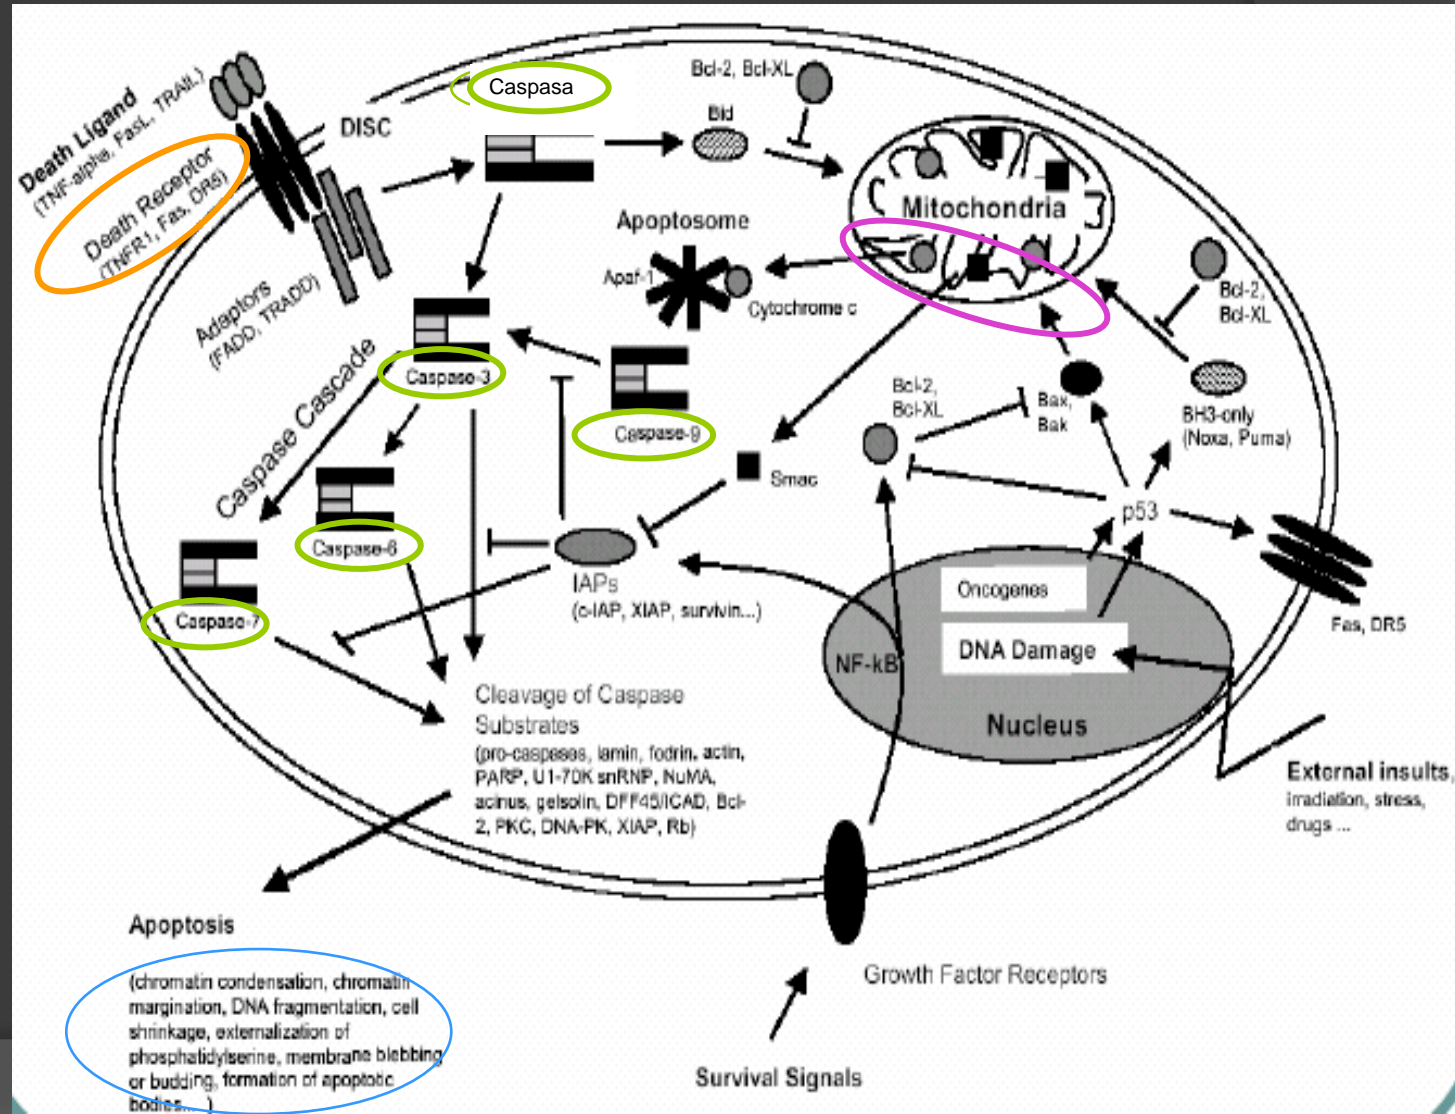 Caspasa
Bcl-2, Bcl-XL
Bid
DISC
Death Ligand
(TNF-alpha, FasL, TRAIL)
Death Receptor
(TNFR1, Fas, DR5)
Adaptors
(FADD, TRADD)
Mitochondria
Apoptosome
Apaf-1
Cytochrome c
Bcl-2,
Bcl-XL
Caspase Cascade
Caspase-3
Caspase-9
Bcl-2,
Bcl-XL
Bax,
Bak
BH3-only
(Noxa, Puma)
Smac
p53
Caspase-6
Caspase-7
IAPs
(c-IAP, XIAP, survivin...)
Oncogenes
DNA Damage
NF-kB
Nucleus
Fas, DR5
Cleavage of Caspase
Substrates
(pro-caspases, lamin, fodrin, actin,
PARP, U1-70K snRNP, NuMA,
acinus, gelsolin, DFF45/ICAD, Bcl-
2, PKC, DNA-PK, XIAP, Rb)
External insults,
irradiation, stress,
drugs ...
Apoptosis
(chromatin condensation, chromatin
margination, DNA fragmentation, cell
shrinkage, externalization of
phosphatidylserine, membrane blebbing
or budding, formation of apoptotic
bodies.... )
Growth Factor Receptors
Survival Signals